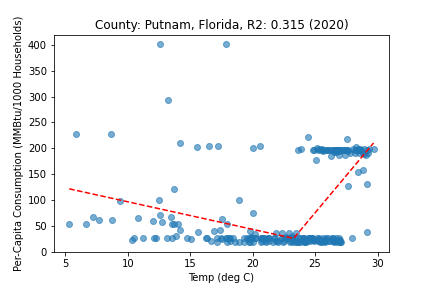 County: Putnam, Florida, R2: 0.315 (2020)
Per-Capita Consumption (MMBtu/1000 Households)
400
350
300
250
200
150
100
50
0
5 10 15 20 25 30
Temp (deg C)